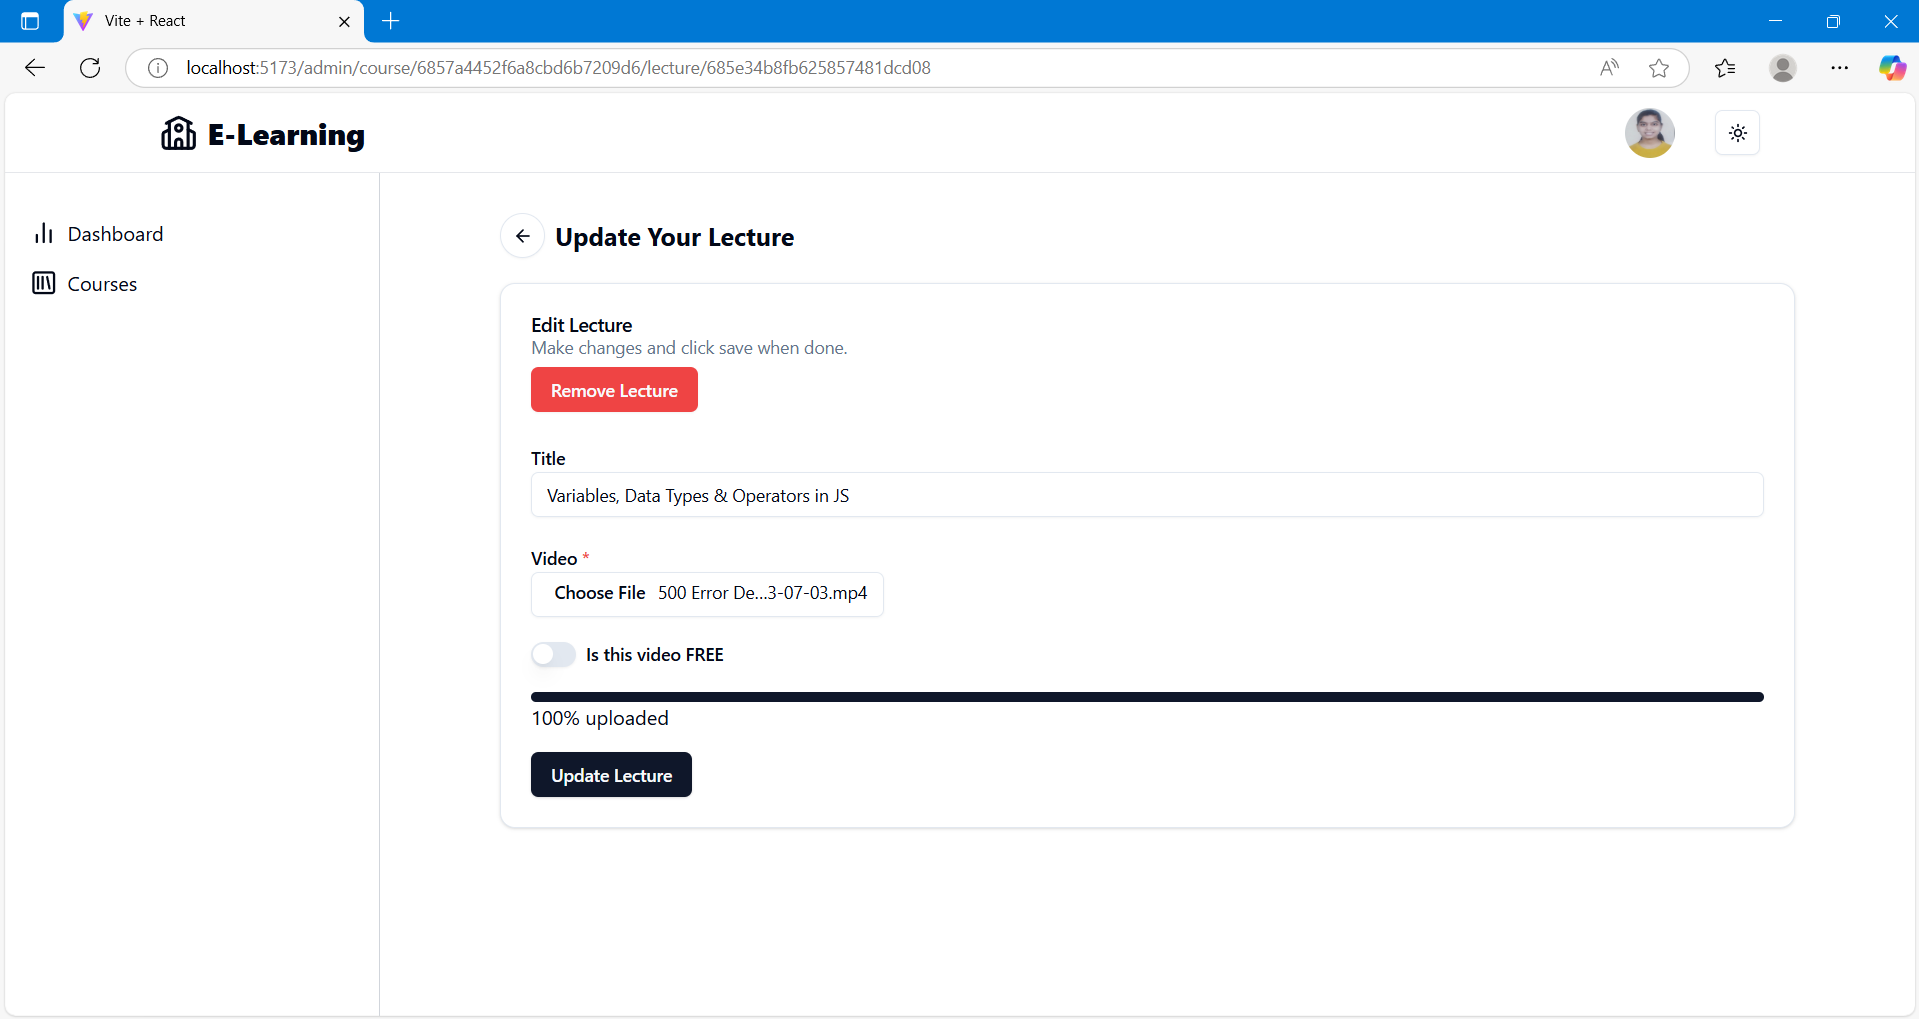 Vite + React
localhost:5173/admin/course/6857a4452f6a8cbd6b7209d6/lecture/685e34b8fb625857481dcd08
E-Learning
Dashboard
Courses
Update Your Lecture
Edit Lecture
Make changes and click save when done.
Remove Lecture
Title
Variables, Data Types & Operators in JS
Video *
Choose File 500 Error De...3-07-03.mp4
Is this video FREE
100% uploaded
Update Lecture